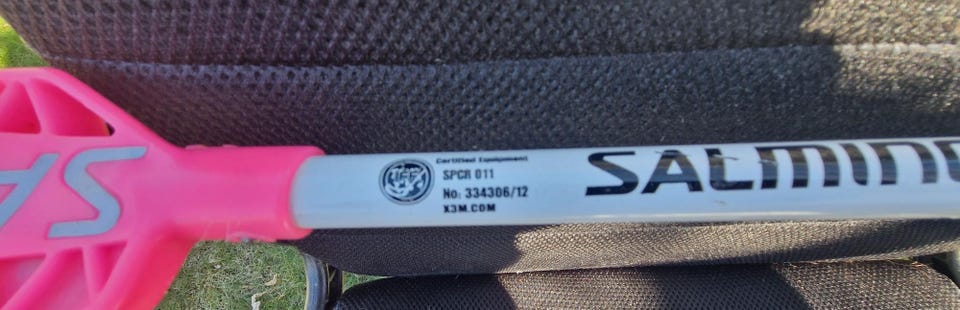 SA
IFF
Certified Equipment
SPCR 011
No: 334306/12
X3M.COM
SALMING